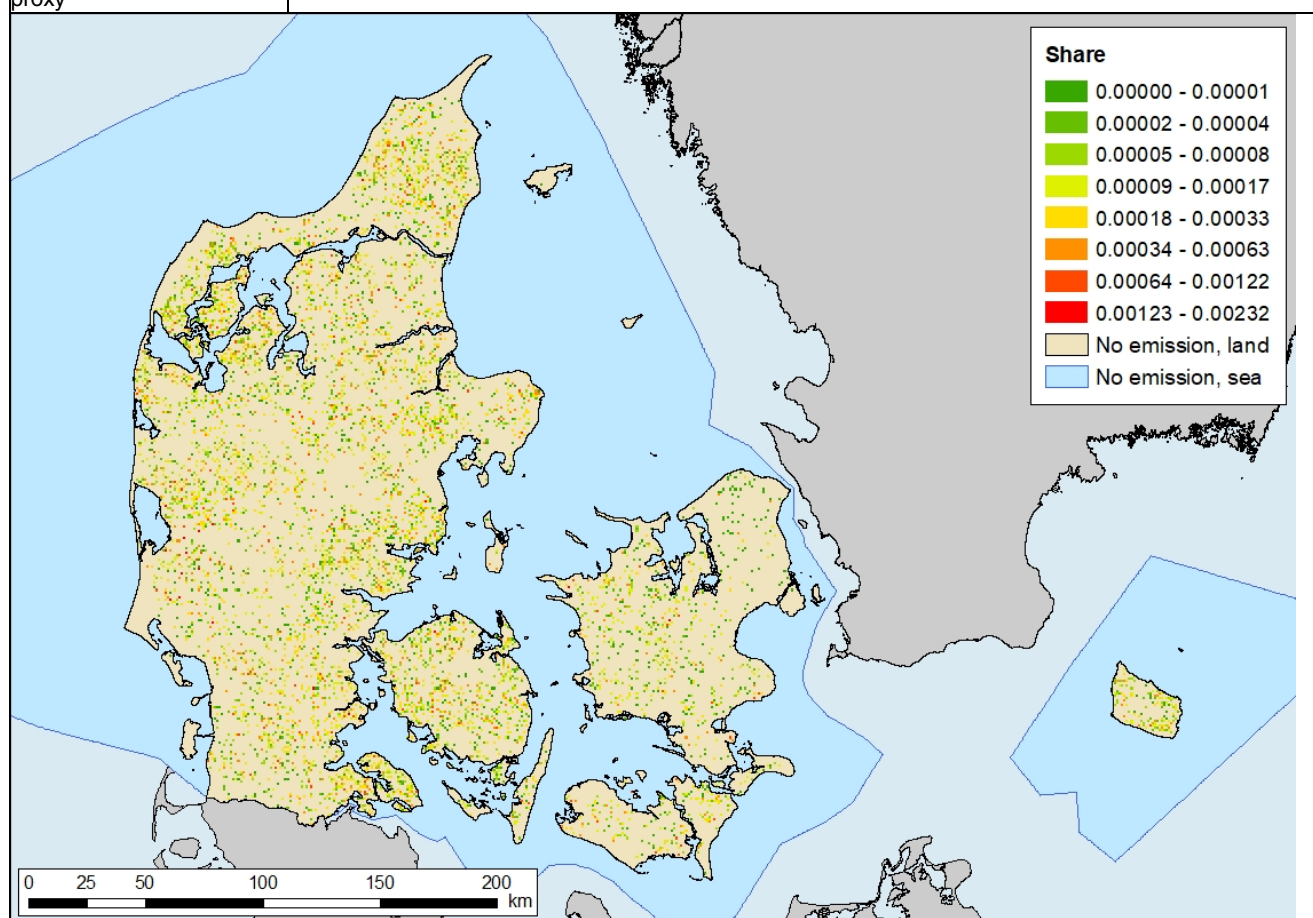 proxy
Share
0.00000 - 0.00001
0.00002 - 0.00004
0.00005 - 0.00008
0.00009 - 0.00017
0.00018 - 0.00033
0.00034 - 0.00063
0.00064 - 0.00122
0.00123 - 0.00232
No emission, land
No emission, sea
0 25 50 100 150 200
km